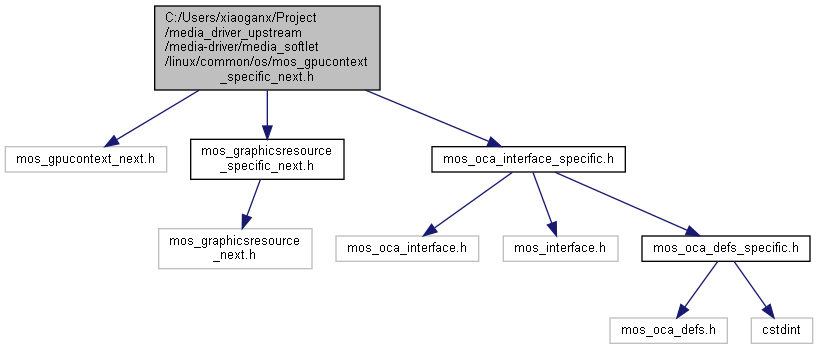 C:/Users/xiaoganx/Project
/media_driver_upstream
/media-driver/media_softlet
/linux/common/os/mos_gpucontext
_specific_next.h
mos_gpucontext_next.h
mos_graphicsresource
_specific_next.h
mos_oca_interface_specific.h
mos_graphicsresource
_next.h
mos_oca_interface.h
mos_interface.h
mos_oca_defs_specific.h
mos_oca_defs.h
cstdint